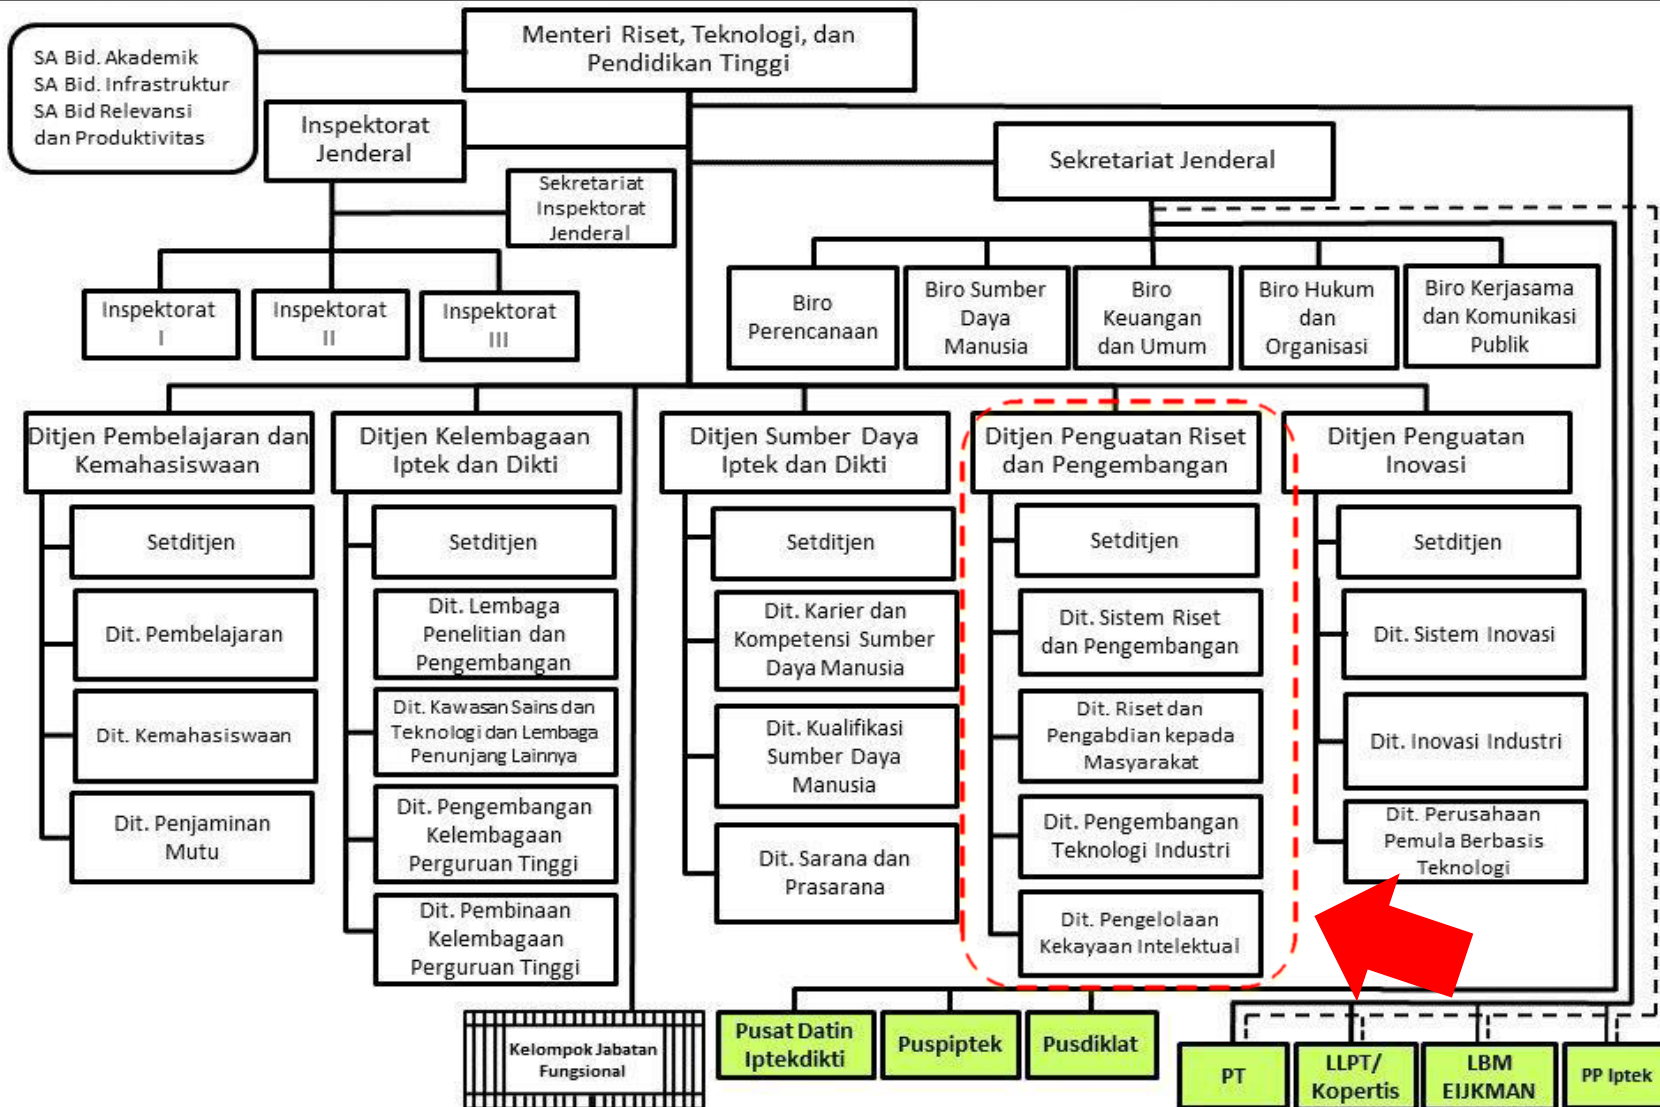 Menteri Riset, Teknologi, dan
Pendidikan Tinggi
SA Bid. Akademik
SA Bid. Infrastruktur
SA Bid Relevansi
dan Produktivitas
Inspektorat
Jenderal
Sekretariat Jenderal
Sekretariat
Inspektorat
Jenderal
Inspektorat
I
Inspektorat
II
Inspektorat
III
Biro
Perencanaan
Biro Sumber
Daya
Manusia
Biro
Keuangan
dan Umum
Biro Hukum
dan
Organisasi
Biro Kerjasama
dan Komunikasi
Publik
Ditjen Pembelajaran dan
Kemahasiswaan
Setditjen
Dit. Pembelajaran
Dit. Kemahasiswaan
Dit. Penjaminan
Mutu
Ditjen Kelembagaan
Iptek dan Dikti
Setditjen
Dit. Lembaga
Penelitian dan
Pengembangan
Dit. Kawasan Sains dan
Teknologi dan Lembaga
Penunjang Lainnya
Dit. Pengembangan
Kelembagaan
Perguruan Tinggi
Dit. Pembinaan
Kelembagaan
Perguruan Tinggi
Ditjen Sumber Daya
Iptek dan Dikti
Setditjen
Dit. Karier dan
Kompetensi Sumber
Daya Manusia
Dit. Kualifikasi
Sumber Daya
Manusia
Dit. Sarana dan
Prasarana
Ditjen Penguatan Riset
dan Pengembangan
Setditjen
Dit. Sistem Riset
dan Pengembangan
Dit. Riset dan
Pengabdian kepada
Masyarakat
Dit. Pengembangan
Teknologi Industri
Dit. Pengelolaan
Kekayaan Intelektual
Ditjen Penguatan
Inovasi
Setditjen
Dit. Sistem Inovasi
Dit. Inovasi Industri
Dit. Perusahaan
Pemula Berbasis
Teknologi
Kelompok Jabatan
Fungsional
Pusat Datin
Iptekdikti
Puspiptek
Pusdiklat
PT
LLPT/
Kopertis
LBM
EIJKMAN
PP Iptek